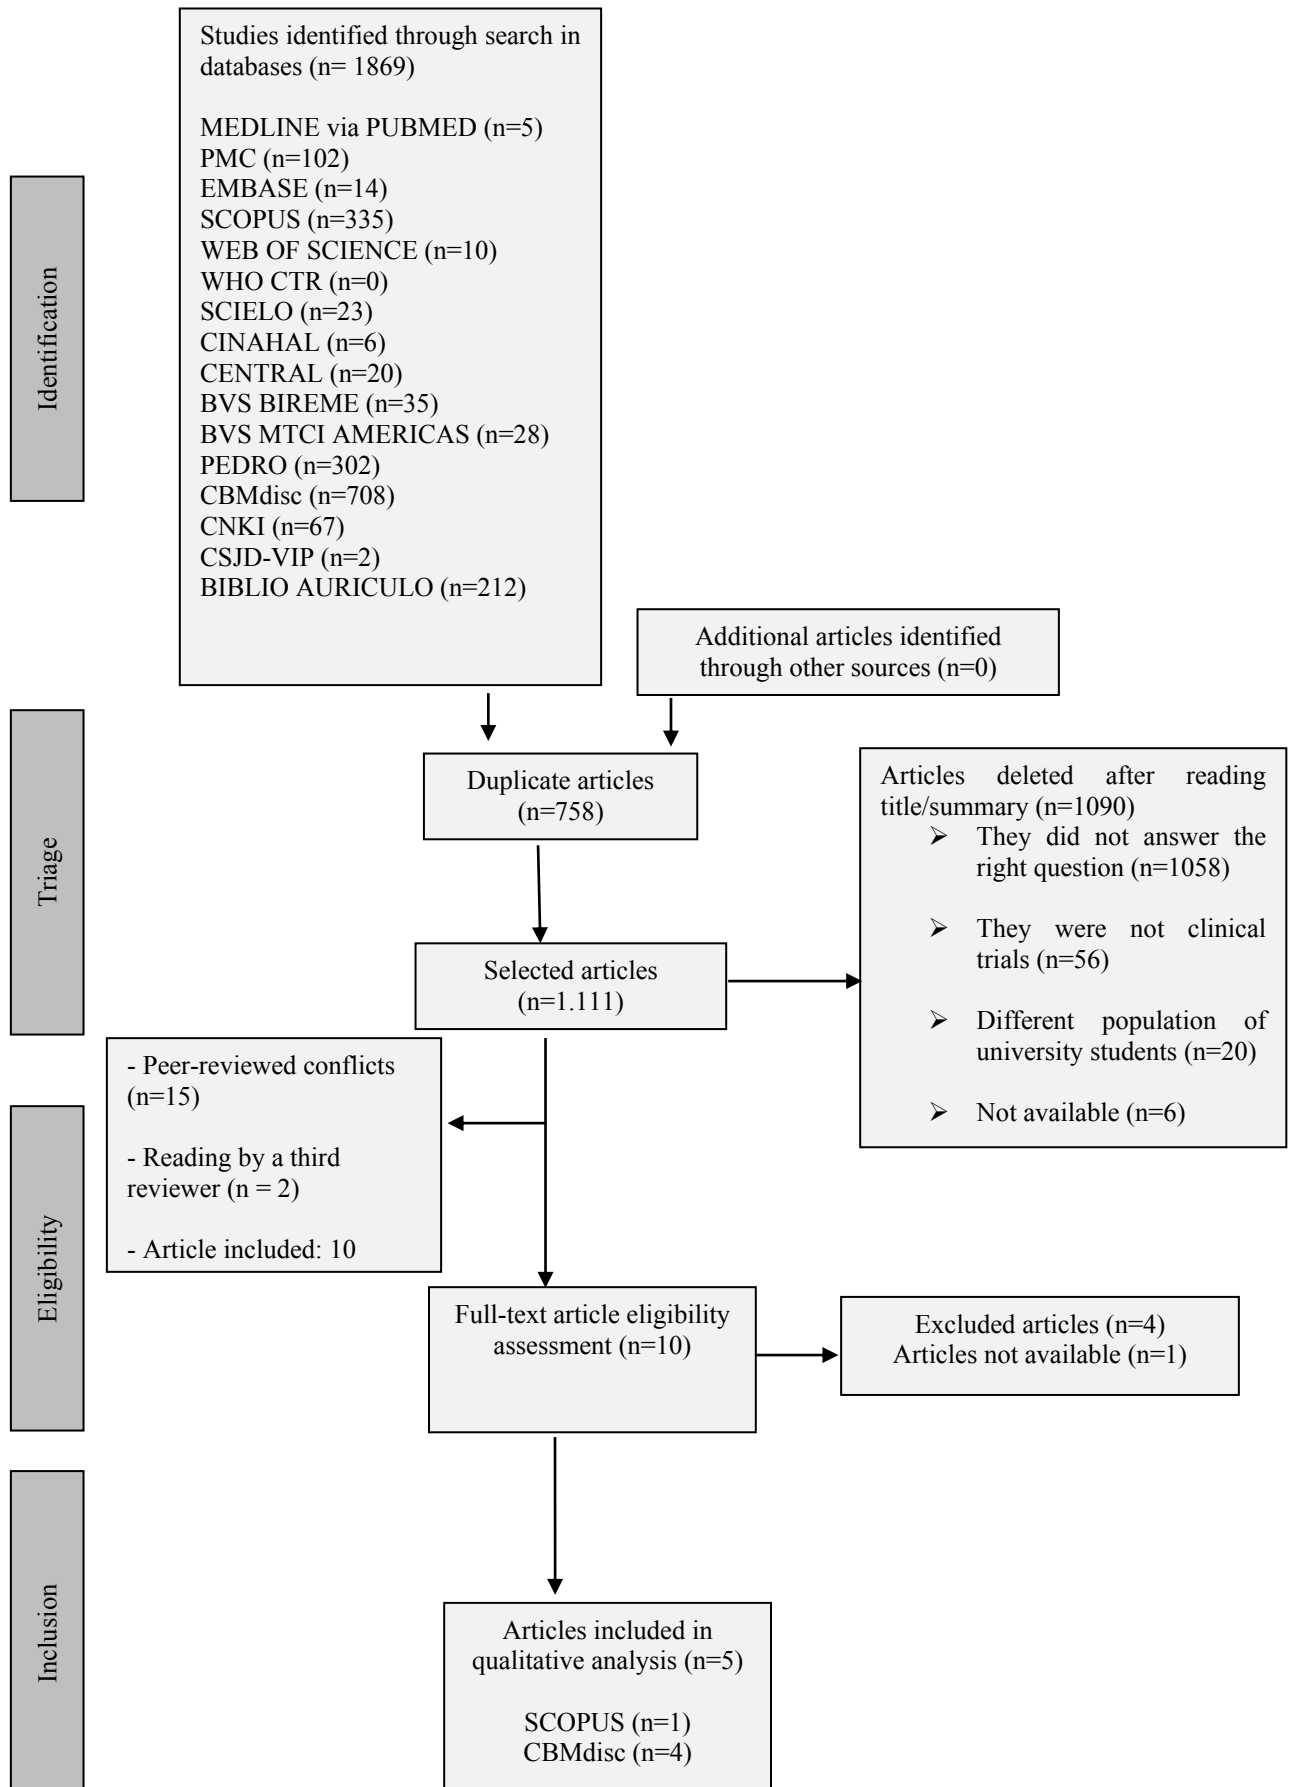 Studies identified through search in
databases (n= 1869)
MEDLINE via PUBMED (n=5)
PMC (n=102)
EMBASE (n=14)
SCOPUS (n=335)
WEB OF SCIENCE (n=10)
WHO CTR (n=0)
SCIELO (n=23)
CINAHAL (n=6)
CENTRAL (n=20)
BVS BIREME (n=35)
BVS MTCI AMERICAS (n=28)
PEDRO (n=302)
CBMdisc (n=708)
CNKI (n=67)
CSJD-VIP (n=2)
BIBLIO AURICULO (n=212)
Identification
Additional articles identified
through other sources (n=0)
Triage
Duplicate articles
(n=758)
Articles deleted after reading
title/summary (n=1090)
➢ They did not answer the
right question (n=1058)
➢ They were not clinical
trials (n=56)
➢ Different population of
university students (n=20)
➢ Not available (n=6)
Selected articles
(n=1.111)
Eligibility
- Peer-reviewed conflicts
(n=15)
- Reading by a third
reviewer (n = 2)
- Article included: 10
Full-text article eligibility
assessment (n=10)
Excluded articles (n=4)
Articles not available (n=1)
Inclusion
Articles included in
qualitative analysis (n=5)
SCOPUS (n=1)
CBMdisc (n=4)